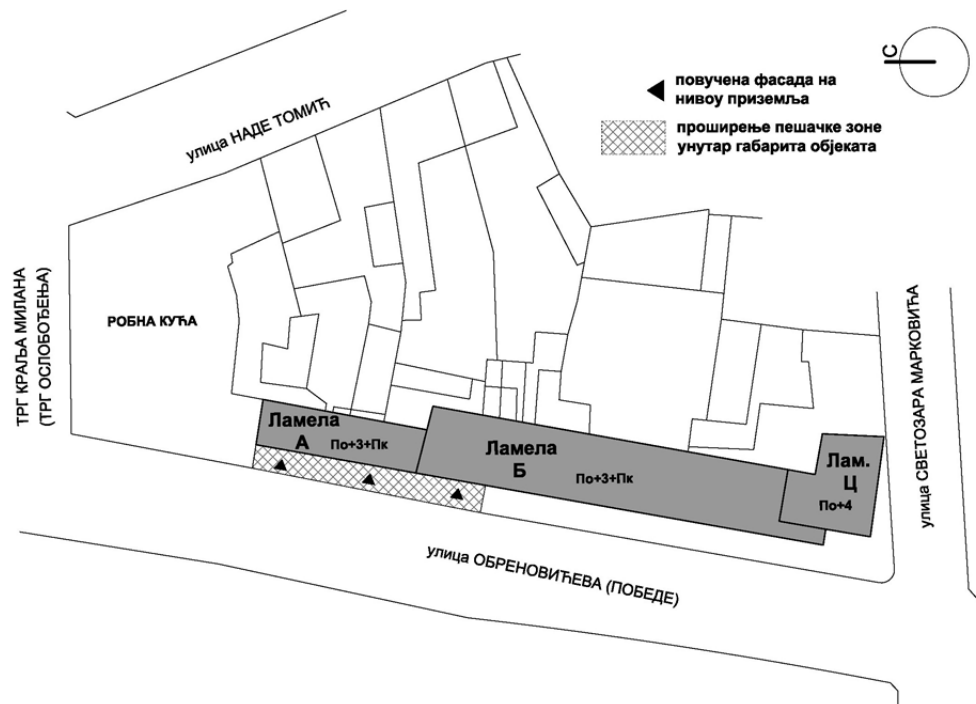 С
повучена фасада на
нивоу приземља
проширење пешачке зоне
унутар габарита објеката
улица НАДЕ ТОМИЋ
ТРГ КРАЉА МИЛАНА
(ТРГ ОСЛОБОЂЕЊА)
РОБНА КУЋА
Ламела
А
По+3+Пк
Ламела
Б
По+3+Пк
Лам.
Ц
По+4
улица СВЕТОЗАРА МАРКОВИЋА
улица ОБРЕНОВИЋЕВА (ПОБЕДЕ)